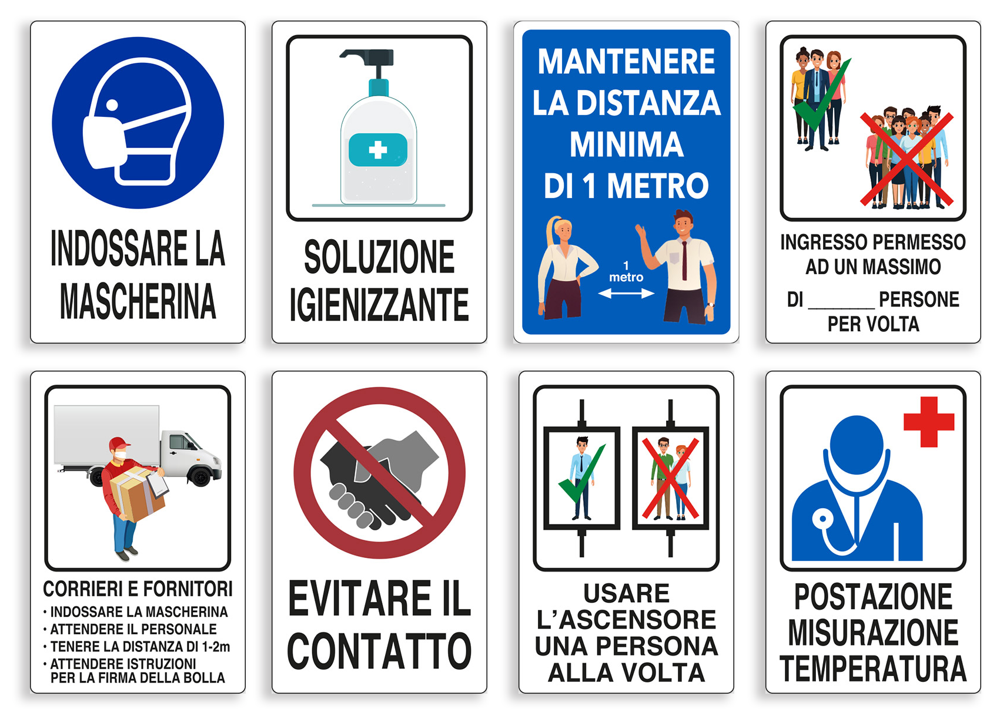 INDOSSARE LA
MASCHERINA
SOLUZIONE
IGIENIZZANTE
MANTENERE
LA DISTANZA
MINIMA
DI 1 METRO
1
metro
INGRESSO PERMESSO
AD UN MASSIMO
DI ________ PERSONE
PER VOLTA
CORRIERI E FORNITORI
• INDOSSARE LA MASCHERINA
• ATTENDERE IL PERSONALE
• TENERE LA DISTANZA DI 1-2m
• ATTENDERE ISTRUZIONI
PER LA FIRMA DELLA BOLLA
EVITARE IL
CONTATTO
USARE
L'ASCENSORE
UNA PERSONA
ALLA VOLTA
POSTAZIONE
MISURAZIONE
TEMPERATURA